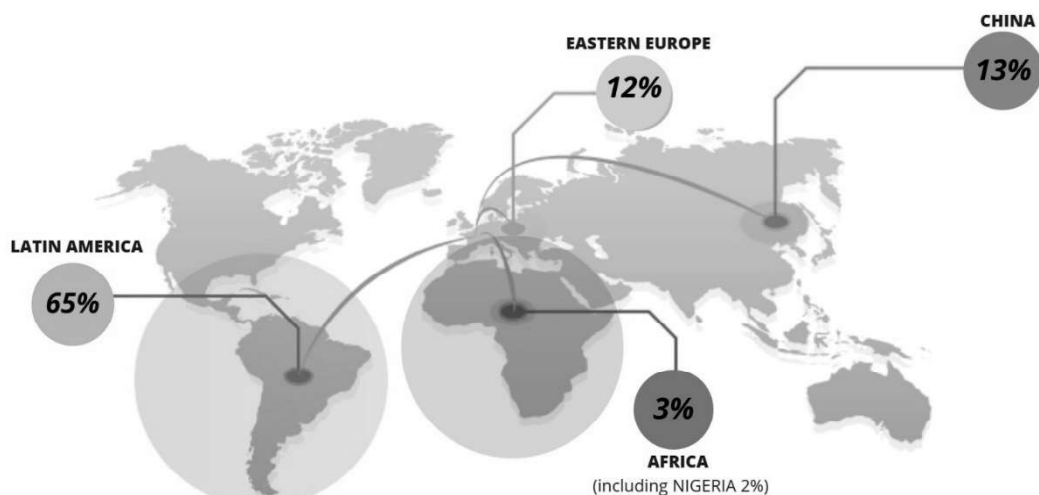 CHINA
13%
EASTERN EUROPE
12%
LATIN AMERICA
65%
3%
AFRICA
(including NIGERIA 2%)